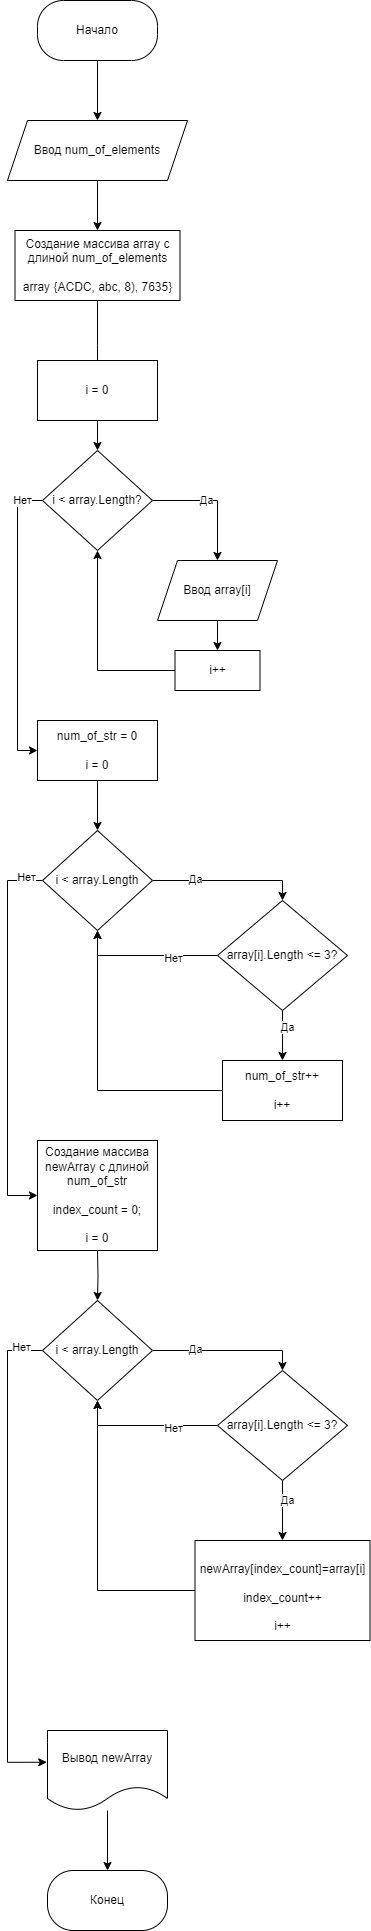 Начало
Ввод num_of_elements
Создание массива array с
длиной num_of_elements
array {ACDC, abc, 8), 7635}
i = 0
i < array.Length?
Нет
Да
Ввод array[i]
i++
num_of_str = 0
i = 0
i < array.Length
Нет
Да
array[i].Length <= 3?
Нет
Да
num_of_str++
i++
Создание массива
newArray с длиной
num_of_str
index_count = 0;
i = 0
i < array.Length
Нет
Да
array[i].Length <= 3?
Нет
Да
newArray[index_count]=array[i]
index_count++
i++
Вывод newArray
Конец